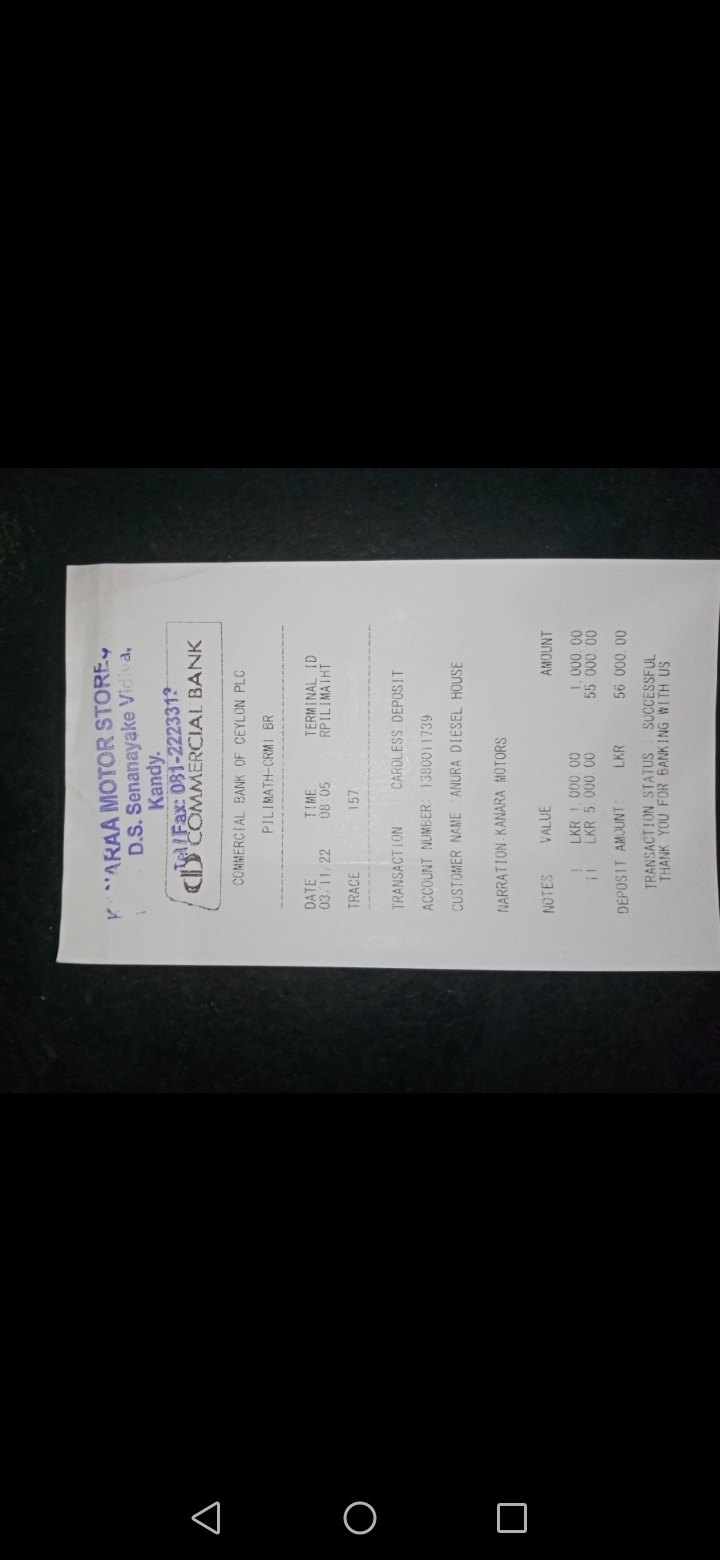 ARAA MOTOR STORE,
D.S. Senanayake Vidiya,
Kandy.
Tel/Fax: 081-2223312
COMMERCIAL BANK
COMMERCIAL BANK OF CEYLON PLC
PILIMATH-CRM1 BR
DATE TIME TERMINAL ID
03/11/22 08:05 RPILIMA1HT
TRACE 157
TRANSACTION CARDLESS DEPOSIT
ACCOUNT NUMBER : 1380011739
CUSTOMER NAME : ANURA DIESEL HOUSE
NARRATION:KANARA MOTORS
NOTES VALUE AMOUNT
1 LKR 1,000.00 1,000.00
11 LKR 5,000.00 55,000.00
DEPOSIT AMOUNT: LKR 56,000.00
TRANSACTION STATUS : SUCCESSFUL
THANK YOU FOR BANKING WITH US